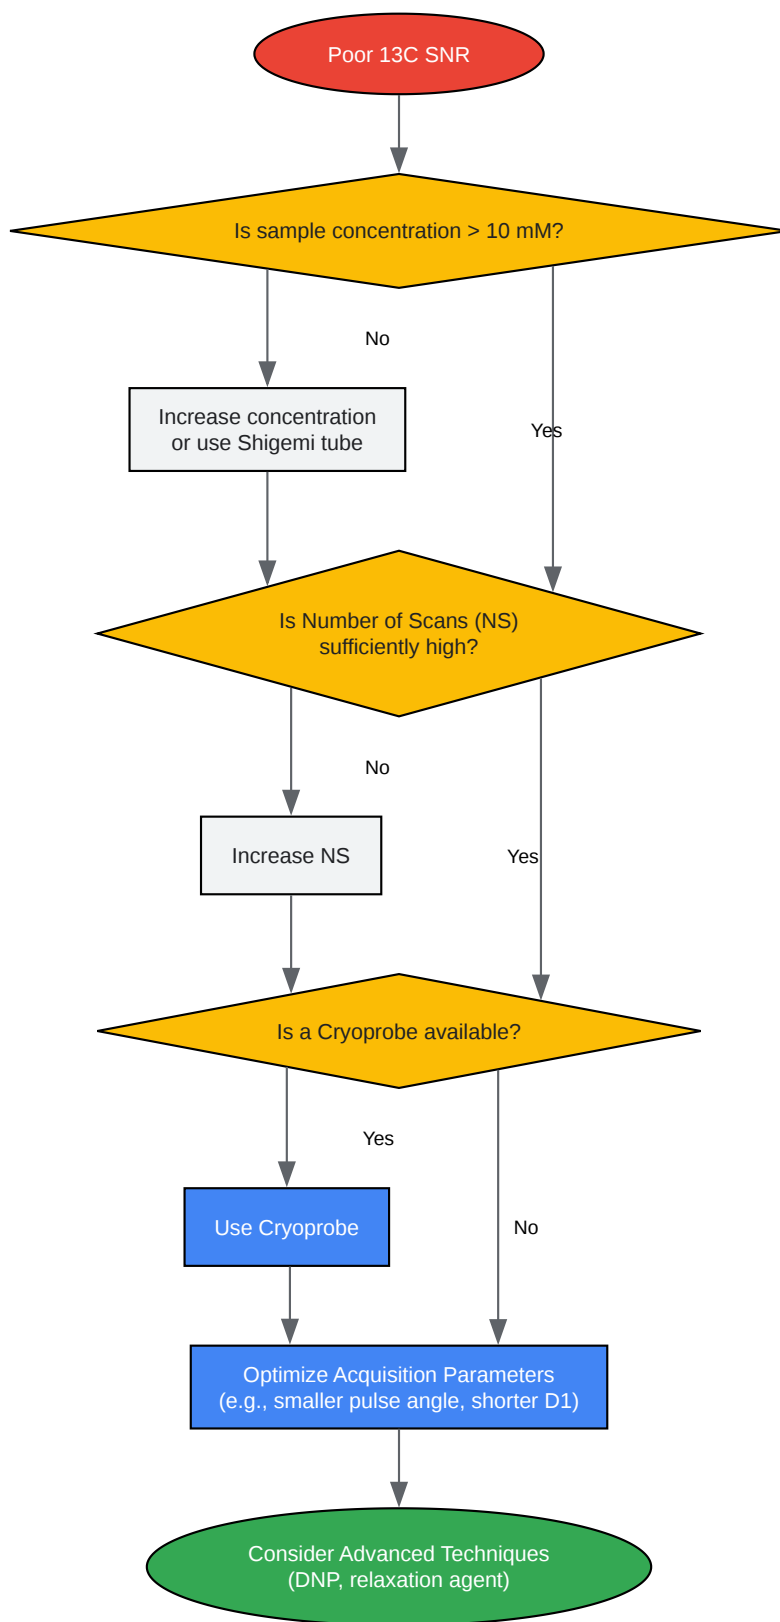 Poor 13C SNR
Is sample concentration > 10 mM?
No
Increase concentration
or use Shigemi tube
Yes
Is Number of Scans (NS)
sufficiently high?
No
Increase NS
Yes
Is a Cryoprobe available?
Yes
Use Cryoprobe
No
Optimize Acquisition Parameters
(e.g., smaller pulse angle, shorter D1)
Consider Advanced Techniques
(DNP, relaxation agent)